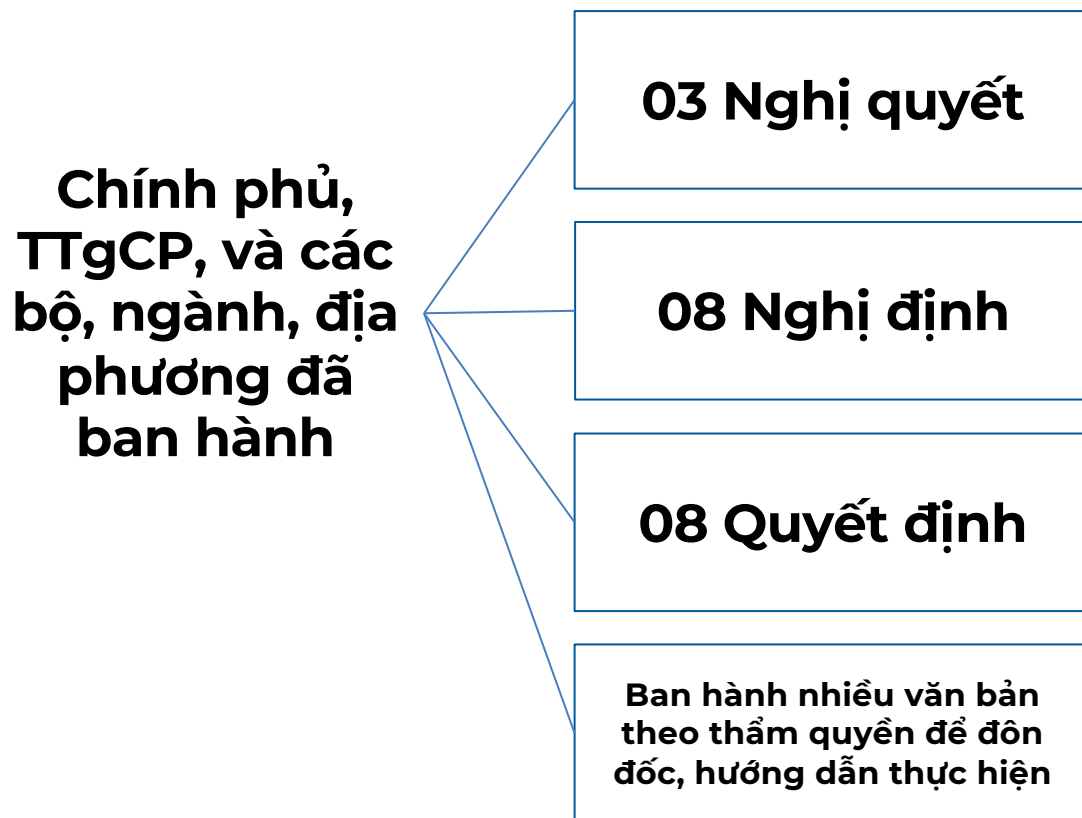 Chính phủ,
TTgCP, và các
bộ, ngành, địa
phương đã
ban hành
03 Nghị quyết
08 Nghị định
08 Quyết định
Ban hành nhiều văn bản
theo thẩm quyền để đôn
đốc, hướng dẫn thực hiện